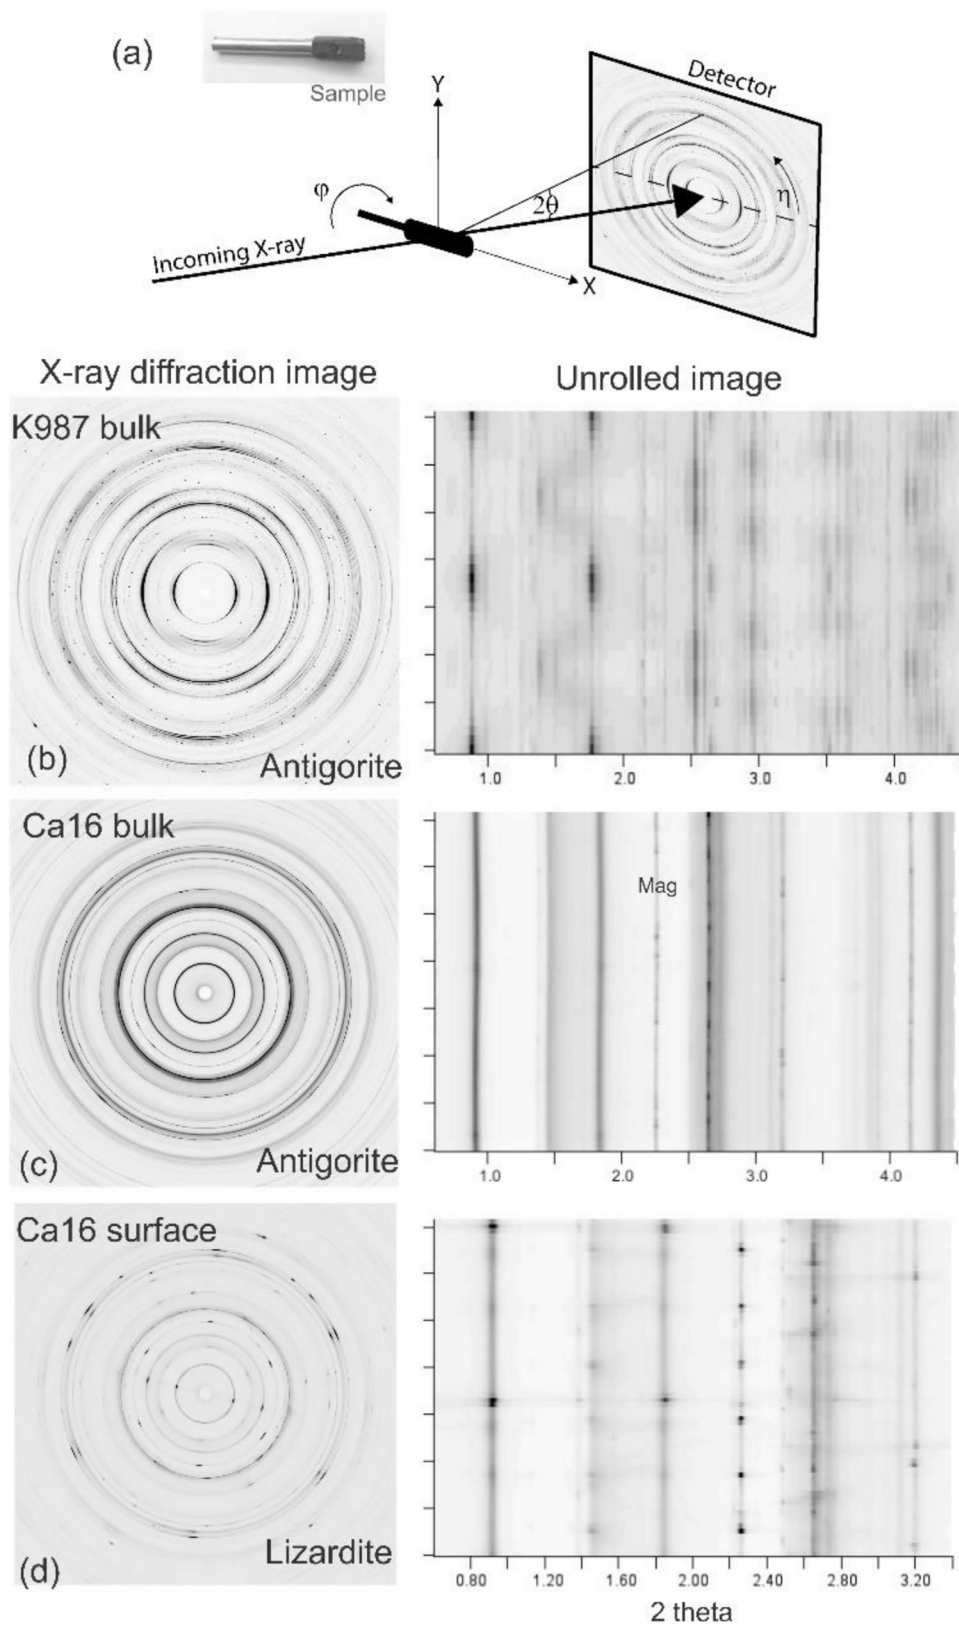 (a)
Sample
Y
Detector
φ
2θ
η
Incoming X-ray
X
X-ray diffraction image
Unrolled image
K987 bulk
(b)
Antigorite
1.0 2.0 3.0 4.0
Ca16 bulk
Mag
(c)
Antigorite
1.0 2.0 3.0 4.0
Ca16 surface
Lizardite
(d)
0.80 1.20 1.60 2.00 2.40 2.80 3.20
2 theta